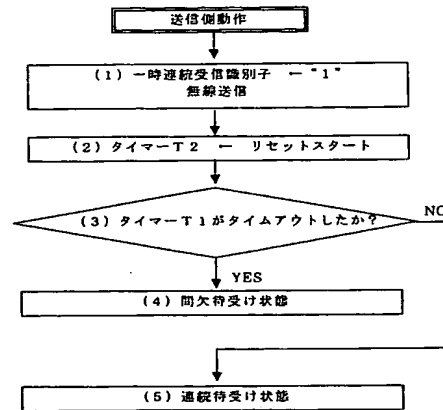 送信側動作
(1) 一時連続受信識別子 ← "1"
無線送信
(2) タイマーT2 ← リセットスタート
(3) タイマーT1がタイムアウトしたか?
NO
YES
(4) 間欠待受け状態
(5) 連続待受け状態